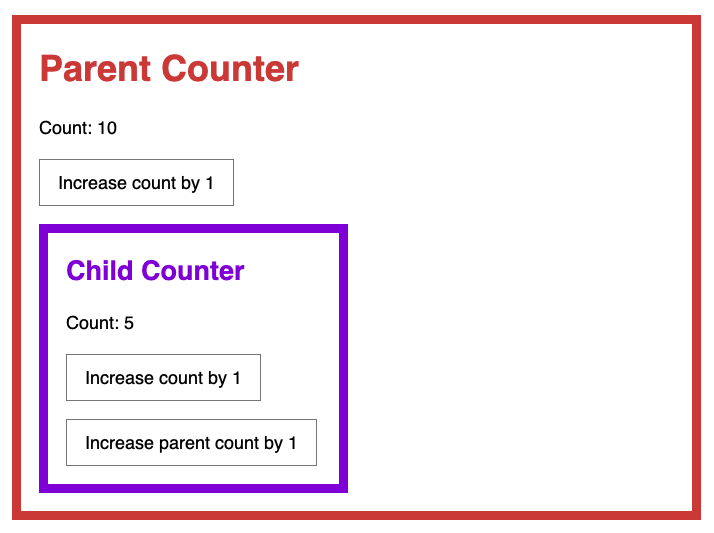 Parent Counter
Count: 10
Increase count by 1
Child Counter
Count: 5
Increase count by 1
Increase parent count by 1